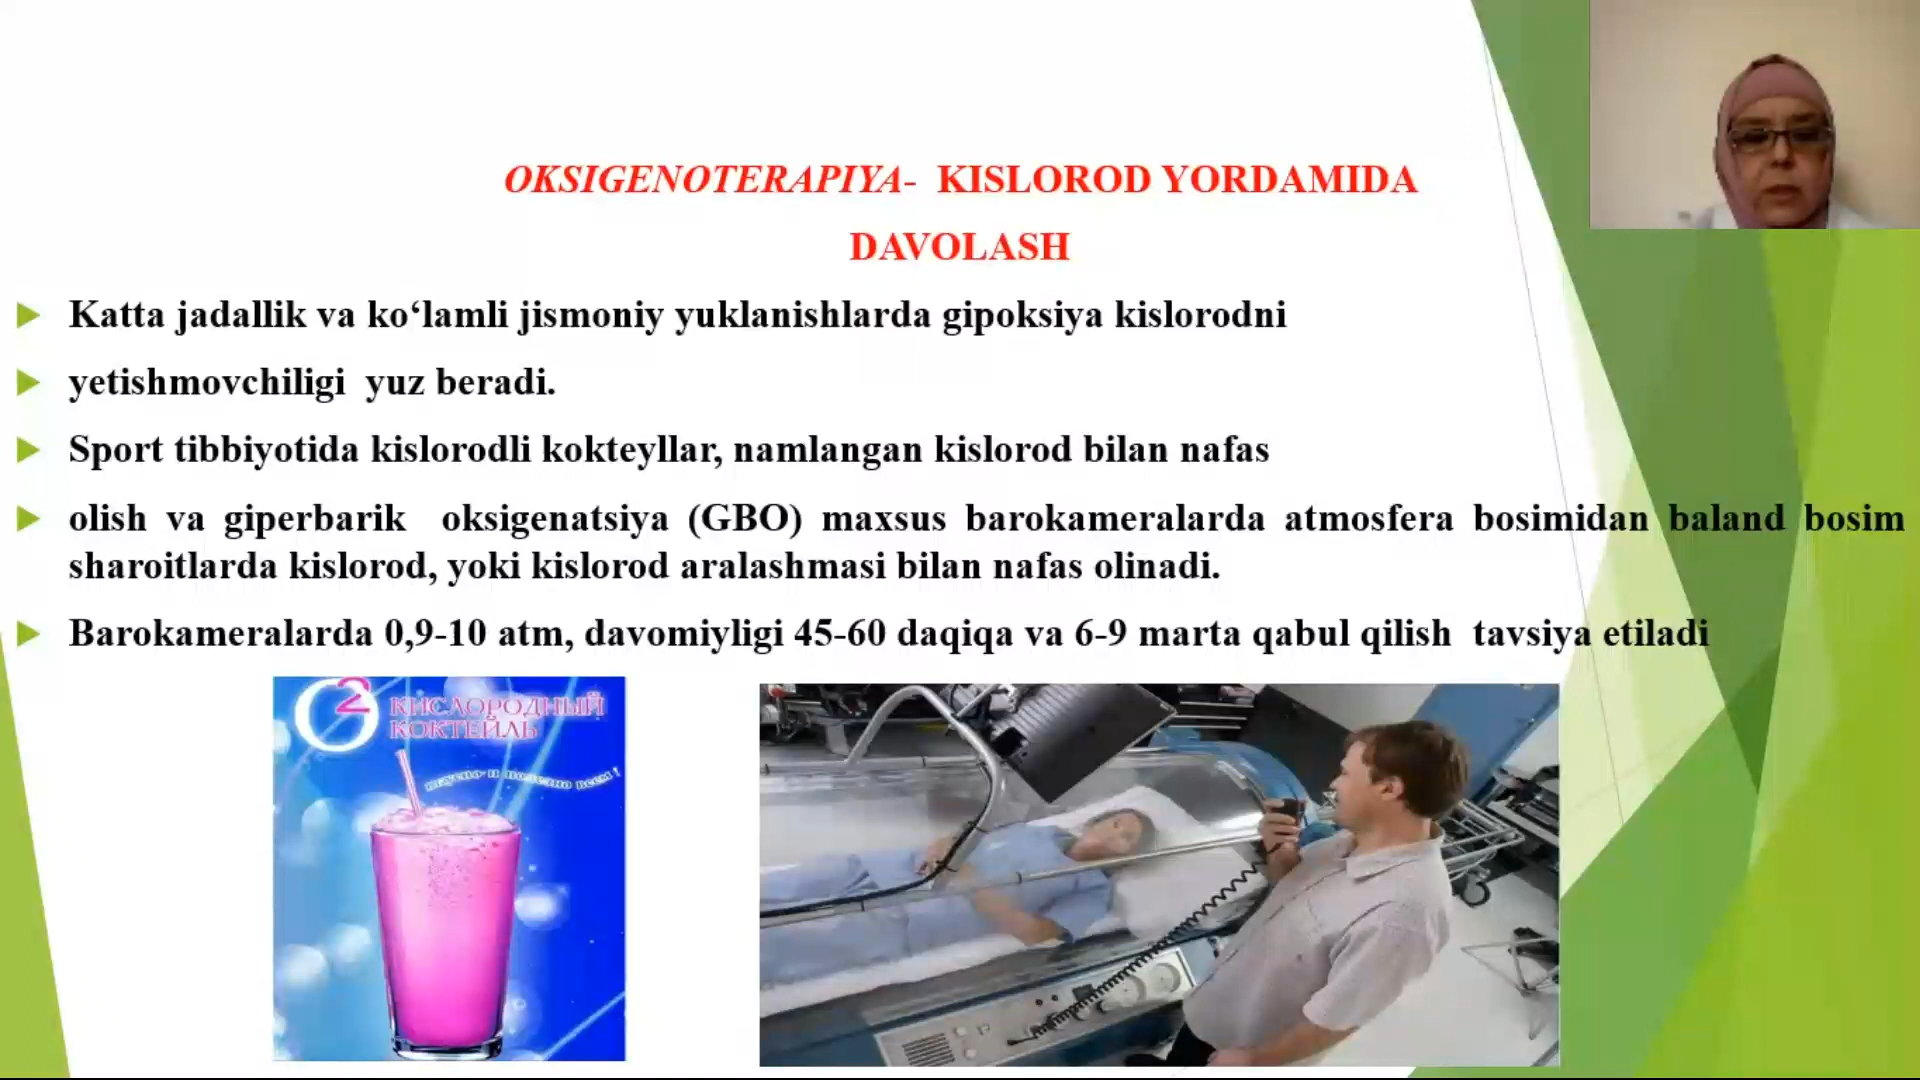 OKSIGENOTERAPIYA- KISLOROD YORDAMIDA
DAVOLASH
Katta jadallik va ko‘lamli jismoniy yuklanishlarda gipoksiya kislorodni
yetishmovchiligi yuz beradi.
Sport tibbiyotida kislorodli kokteyllar, namlangan kislorod bilan nafas
olish va giperbarik oksigenatsiya (GBO) maxsus barokameralarda atmosfera bosimidan baland bosim
sharoitlarda kislorod, yoki kislorod aralashmasi bilan nafas olinadi.
Barokameralarda 0,9-10 atm, davomiyligi 45-60 daqiqa va 6-9 marta qabul qilish tavsiya etiladi
O2 КИСЛОРОДНЫЙ
КОКТЕЙЛЬ
вкусно и полезно всем!